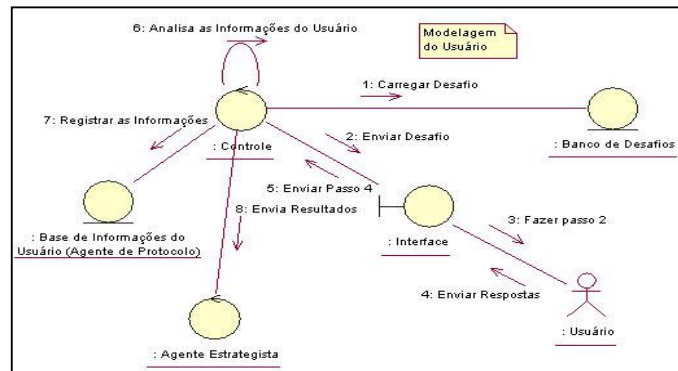 6: Analisa as Informações do Usuário
Modelagem
do Usuário
1: Carregar Desafio
7: Registrar as Informações
: Controle
2: Enviar Desafio
: Banco de Desafios
5: Enviar Passo 4
8: Envia Resultados
: Interface
3: Fazer passo 2
: Base de Informações do
Usuário (Agente de Protocolo)
4: Enviar Respostas
: Usuário
: Agente Estrategista